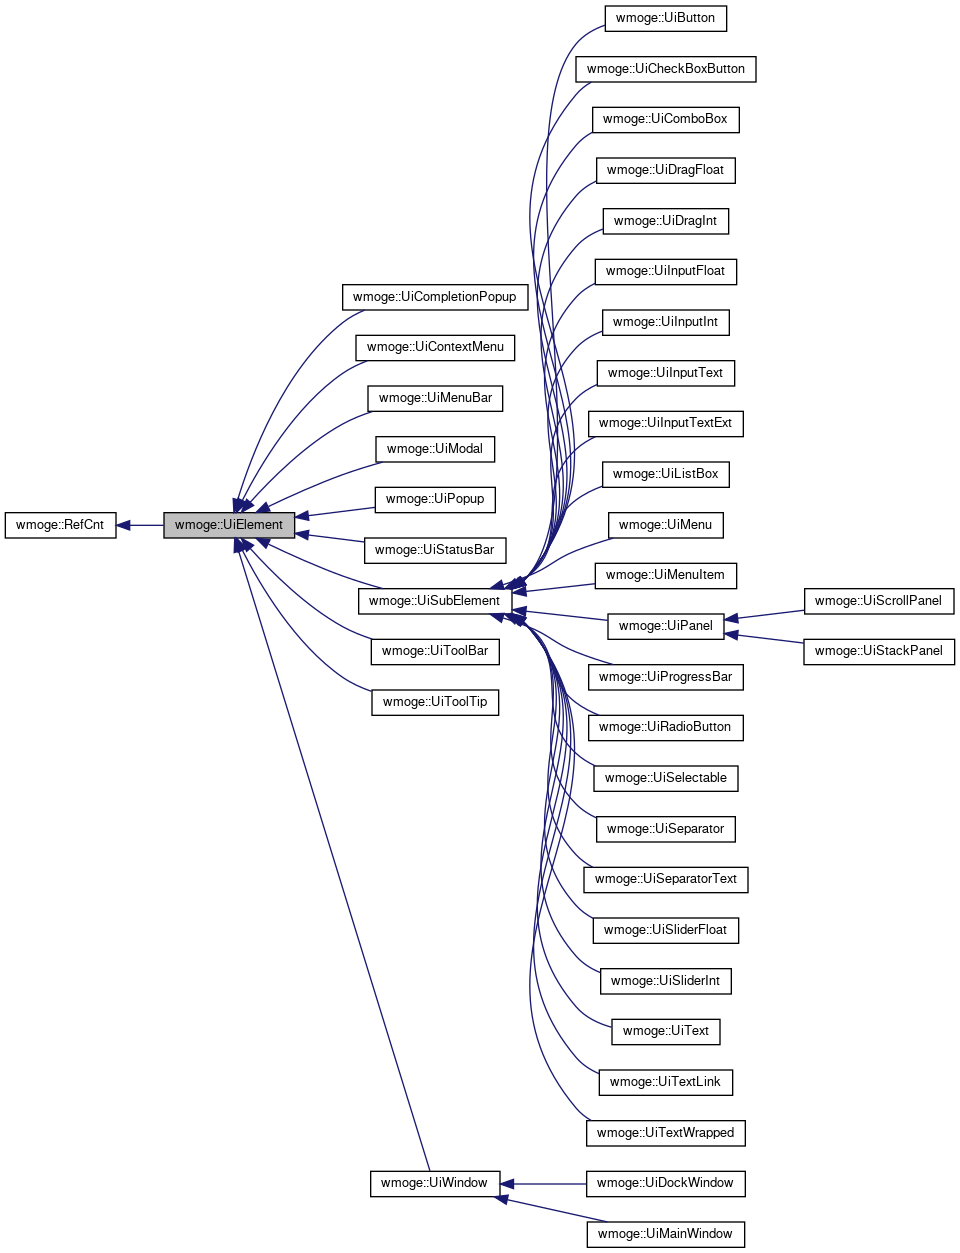 wmoge::RefCnt
wmoge::UiElement
wmoge::UiCompletionPopup
wmoge::UiContextMenu
wmoge::UiMenuBar
wmoge::UiModal
wmoge::UiPopup
wmoge::UiStatusBar
wmoge::UiSubElement
wmoge::UiToolBar
wmoge::UiToolTip
wmoge::UiWindow
wmoge::UiButton
wmoge::UiCheckBoxButton
wmoge::UiComboBox
wmoge::UiDragFloat
wmoge::UiDragInt
wmoge::UiInputFloat
wmoge::UiInputInt
wmoge::UiInputText
wmoge::UiInputTextExt
wmoge::UiListBox
wmoge::UiMenu
wmoge::UiMenuItem
wmoge::UiPanel
wmoge::UiProgressBar
wmoge::UiRadioButton
wmoge::UiSelectable
wmoge::UiSeparator
wmoge::UiSeparatorText
wmoge::UiSliderFloat
wmoge::UiSliderInt
wmoge::UiText
wmoge::UiTextLink
wmoge::UiTextWrapped
wmoge::UiDockWindow
wmoge::UiMainWindow
wmoge::UiScrollPanel
wmoge::UiStackPanel